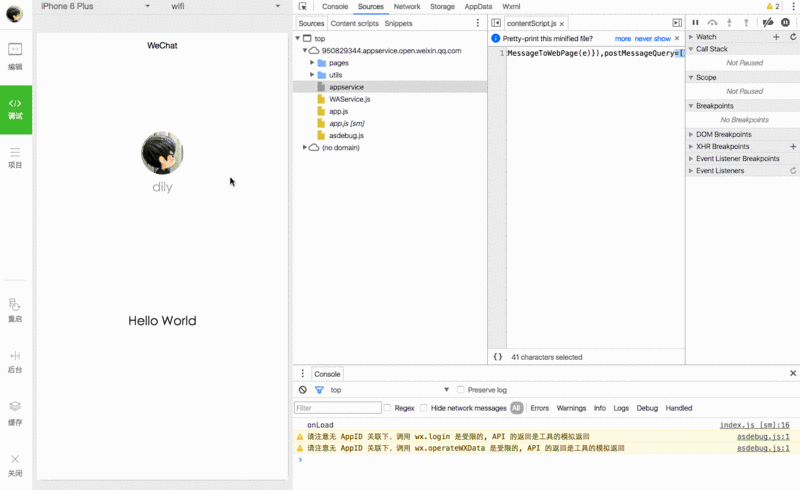 iPhone 6 Plus
wifi
编辑
调试
项目
重启
后台
缓存
关闭
WeChat
dily
Hello World
Console Sources Network Storage AppData Wxml
2
Sources Content scripts Snippets
top
950829344.appservice.open.weixin.qq.com
pages
utils
appservice
WAService.js
app.js
app.js [sm]
asdebug.js
(no domain)
contentScript.js ×
Pretty-print this minified file? more never show ×
1 MessageToWebPage(e)}),postMessageQuery=[
{} 41 characters selected
Watch
Call Stack
Not Paused
Scope
Not Paused
Breakpoints
No Breakpoints
DOM Breakpoints
XHR Breakpoints
Event Listener Breakpoints
Event Listeners
Console
top
Preserve log
Filter
Regex
Hide network messages
All Errors Warnings Info Logs Debug Handled
onLoad index.js [sm]:16
请注意无 AppID 关联下，调用 wx.login 是受限的, API 的返回是工具的模拟返回 asdebug.js:1
请注意无 AppID 关联下，调用 wx.operateWXData 是受限的, API 的返回是工具的模拟返回 asdebug.js:1